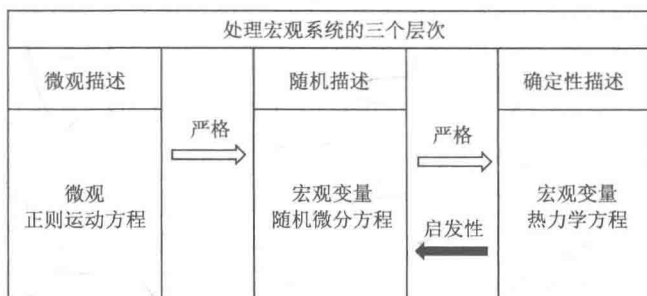 处理宏观系统的三个层次
微观描述
随机描述
确定性描述
严格
严格
微观
正则运动方程
宏观变量
随机微分方程
启发性
宏观变量
热力学方程